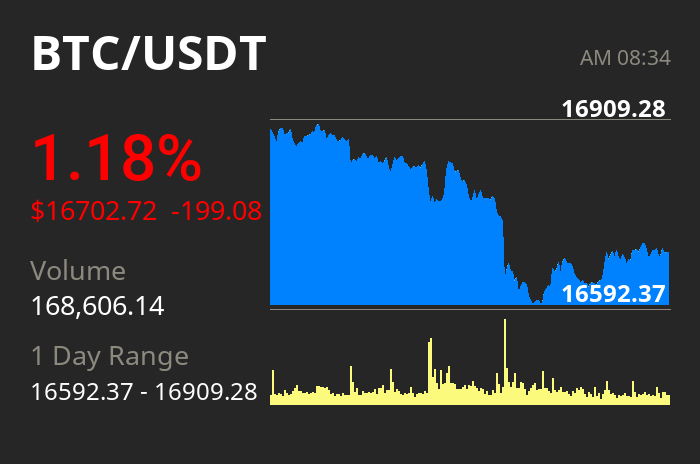 BTC/USDT
AM 08:34
16909.28
1.18%
$16702.72 -199.08
Volume
168,606.14
16592.37
1 Day Range
16592.37 - 16909.28